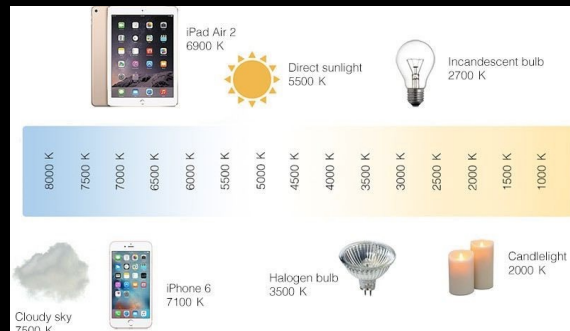 iPad Air 2
6900 K
Direct sunlight
5500 K
Incandescent bulb
2700 K
8000 K
7500 K
7000 K
6500 K
6000 K
5500 K
5000 K
4500 K
4000 K
3500 K
3000 K
2500 K
2000 K
1500 K
1000 K
Cloudy sky
7500 K
iPhone 6
7100 K
Halogen bulb
3500 K
Candlelight
2000 K